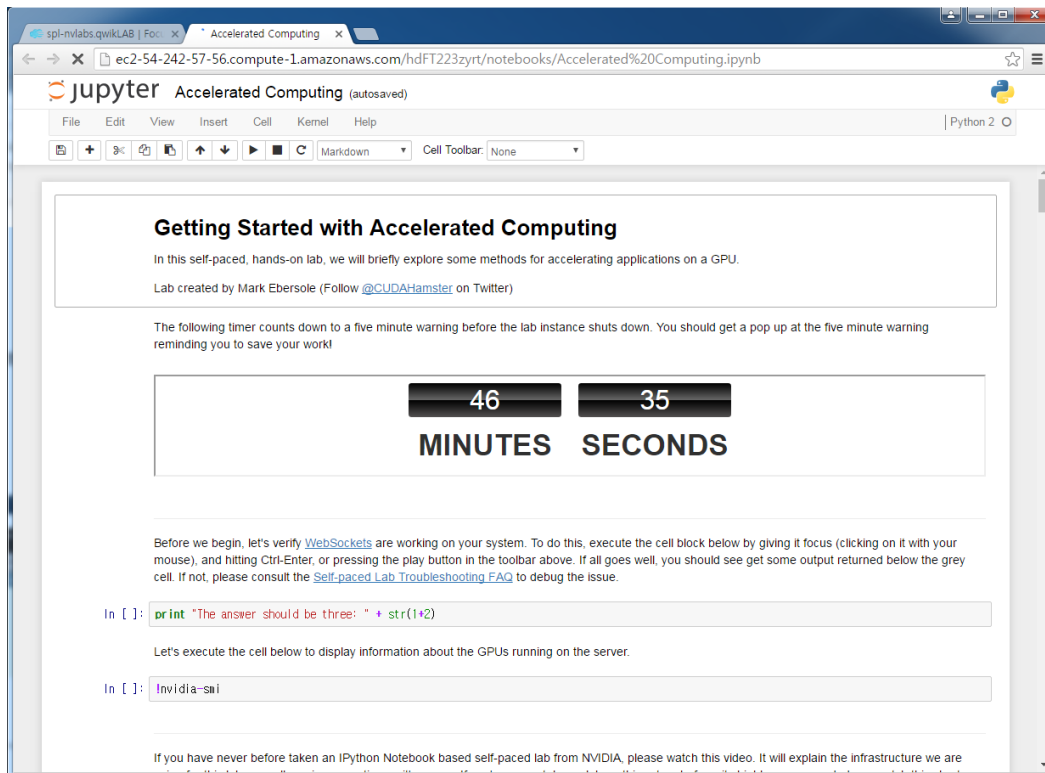 spl-nvlabs.qwikLAB | Foc
Accelerated Computing
ec2-54-242-57-56.compute-1.amazonaws.com/hdFT223zyrt/notebooks/Accelerated%20Computing.ipynb
jupyter Accelerated Computing (autosaved)
File Edit View Insert Cell Kernel Help
Python 2
Markdown Cell Toolbar: None
Getting Started with Accelerated Computing
In this self-paced, hands-on lab, we will briefly explore some methods for accelerating applications on a GPU.
Lab created by Mark Ebersole (Follow @CUDAHamster on Twitter)
The following timer counts down to a five minute warning before the lab instance shuts down. You should get a pop up at the five minute warning
reminding you to save your work!
46 35
MINUTES SECONDS
Before we begin, let's verify WebSockets are working on your system. To do this, execute the cell block below by giving it focus (clicking on it with your
mouse), and hitting Ctrl-Enter, or pressing the play button in the toolbar above. If all goes well, you should see get some output returned below the grey
cell. If not, please consult the Self-paced Lab Troubleshooting FAQ to debug the issue.
In [ ]: print "The answer should be three: " + str(1+2)
Let's execute the cell below to display information about the GPUs running on the server.
In [ ]: !nvidia-smi
If you have never before taken an IPython Notebook based self-paced lab from NVIDIA, please watch this video. It will explain the infrastructure we are